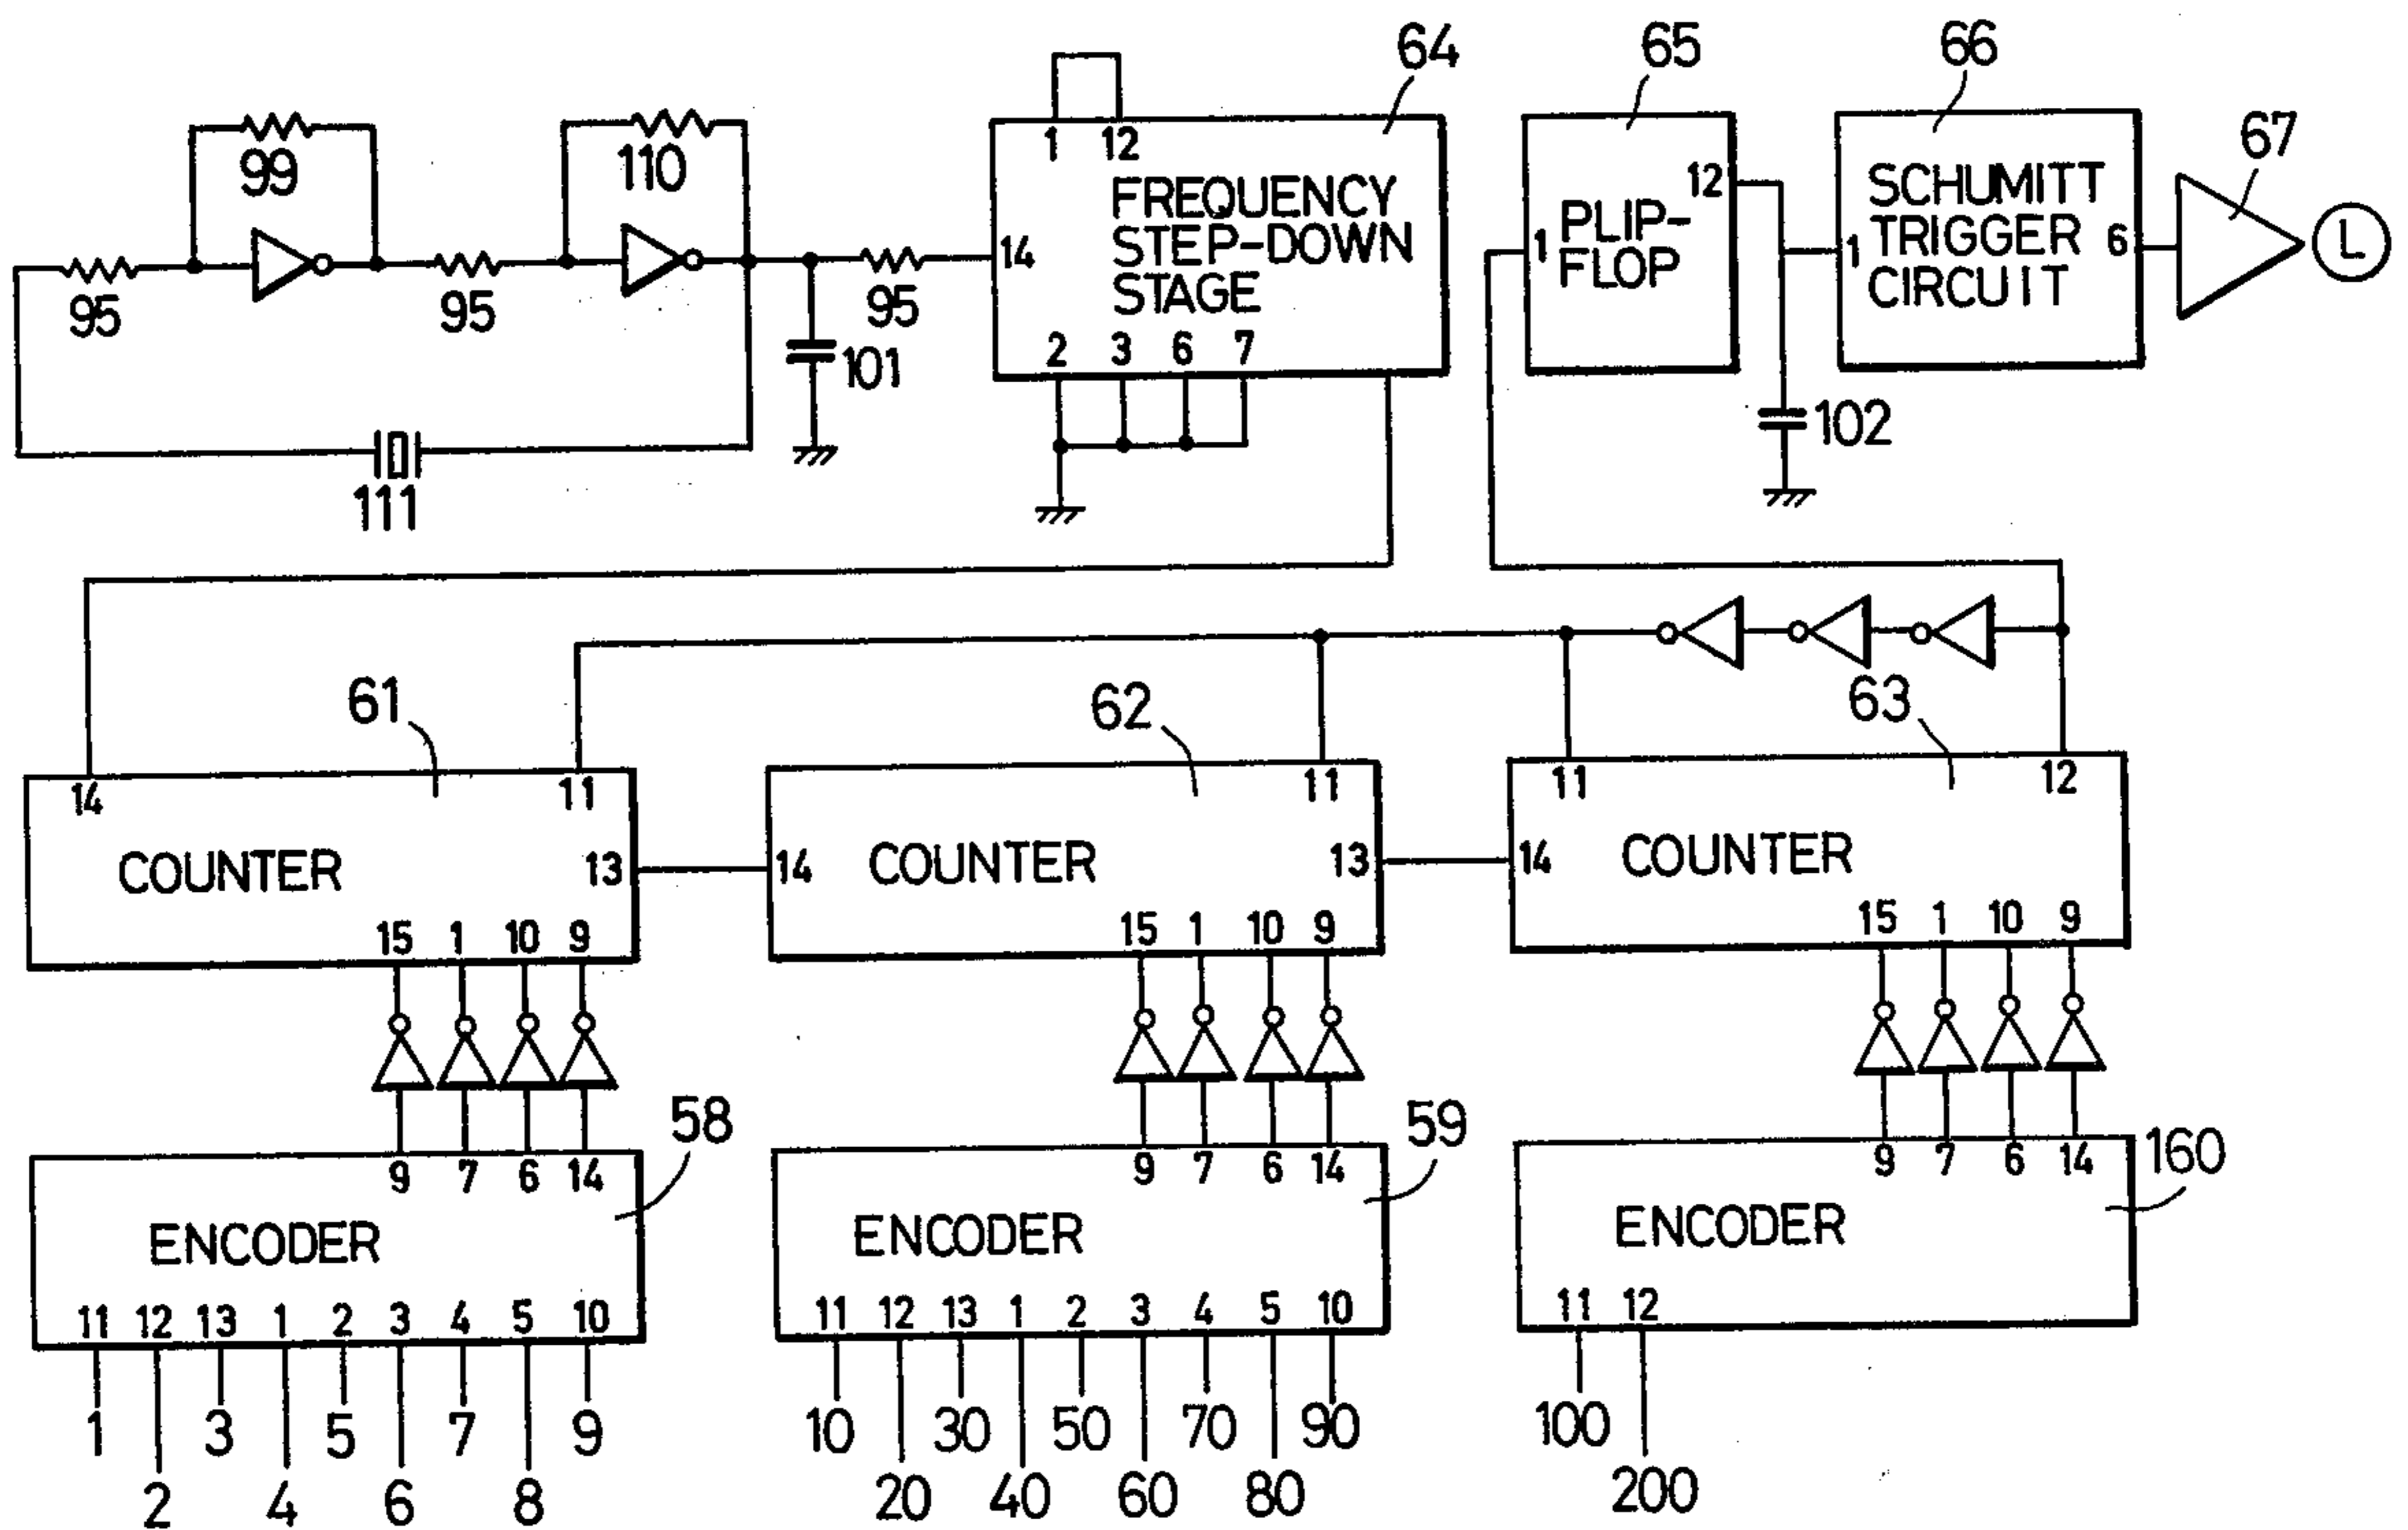 64
65
66
67
1 12
99
110
FREQUENCY
STEP-DOWN
STAGE
14
2 3 6 7
95
95
95
101
111
12
1
PLIP-
FLOP
SCHUMITT
TRIGGER
CIRCUIT
1
6
L
102
61
62
63
14 11
COUNTER
13
15 1 10 9
11
14
COUNTER
13
15 1 10 9
11 12
14
COUNTER
15 1 10 9
58
59
160
9 7 6 14
ENCODER
11 12 13 1 2 3 4 5 10
1 2 3 4 5 6 7 8 9
9 7 6 14
ENCODER
11 12 13 1 2 3 4 5 10
10 20 30 40 50 60 70 80 90
9 7 6 14
ENCODER
11 12
100 200